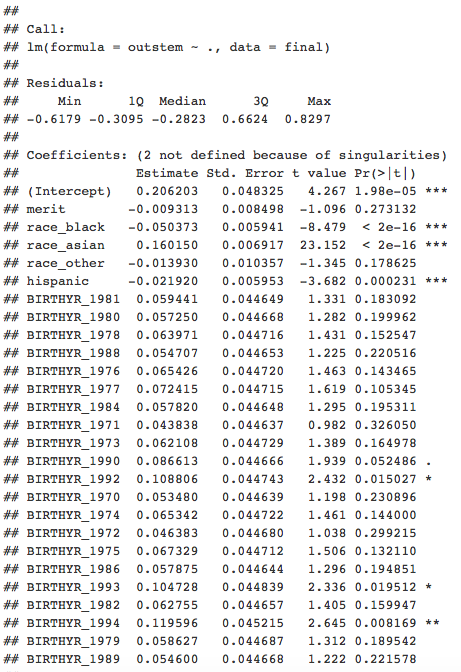 ##
## Call:
## lm(formula = outstem ~ ., data = final)
##
## Residuals:
##     Min      1Q  Median      3Q     Max
## -0.6179 -0.3095 -0.2823  0.6624  0.8297
##
## Coefficients: (2 not defined because of singularities)
##               Estimate Std. Error t value Pr(>|t|)
## (Intercept)   0.206203   0.048325   4.267 1.98e-05 ***
## merit        -0.009313   0.008498  -1.096 0.273132
## race_black   -0.050373   0.005941  -8.479  < 2e-16 ***
## race_asian    0.160150   0.006917  23.152  < 2e-16 ***
## race_other   -0.013930   0.010357  -1.345 0.178625
## hispanic     -0.021920   0.005953  -3.682 0.000231 ***
## BIRTHYR_1981  0.059441   0.044649   1.331 0.183092
## BIRTHYR_1980  0.057250   0.044668   1.282 0.199962
## BIRTHYR_1978  0.063971   0.044716   1.431 0.152547
## BIRTHYR_1988  0.054707   0.044653   1.225 0.220516
## BIRTHYR_1976  0.065426   0.044720   1.463 0.143465
## BIRTHYR_1977  0.072415   0.044715   1.619 0.105345
## BIRTHYR_1984  0.057820   0.044648   1.295 0.195311
## BIRTHYR_1971  0.043838   0.044637   0.982 0.326050
## BIRTHYR_1973  0.062108   0.044729   1.389 0.164978
## BIRTHYR_1990  0.086613   0.044666   1.939 0.052486 .
## BIRTHYR_1992  0.108806   0.044743   2.432 0.015027 *
## BIRTHYR_1970  0.053480   0.044639   1.198 0.230896
## BIRTHYR_1974  0.065342   0.044722   1.461 0.144000
## BIRTHYR_1972  0.046383   0.044680   1.038 0.299215
## BIRTHYR_1975  0.067329   0.044712   1.506 0.132110
## BIRTHYR_1986  0.057875   0.044644   1.296 0.194851
## BIRTHYR_1993  0.104728   0.044839   2.336 0.019512 *
## BIRTHYR_1982  0.062755   0.044657   1.405 0.159947
## BIRTHYR_1994  0.119596   0.045215   2.645 0.008169 **
## BIRTHYR_1979  0.058627   0.044687   1.312 0.189542
## BIRTHYR_1989  0.054600   0.044668   1.222 0.221578